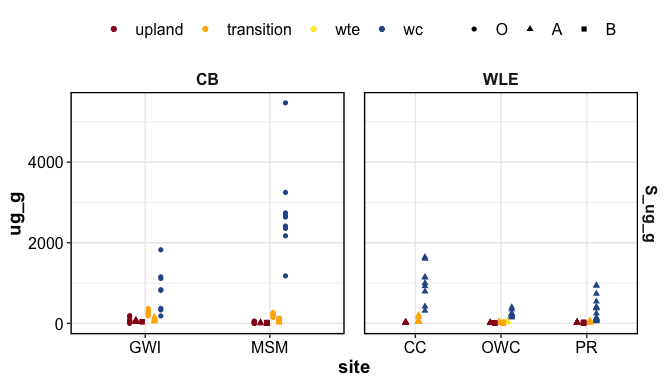 upland transition wte wc O A B
CB WLE
4000
2000
0
ug_g
S_ug_g
GWI MSM CC OWC PR
site